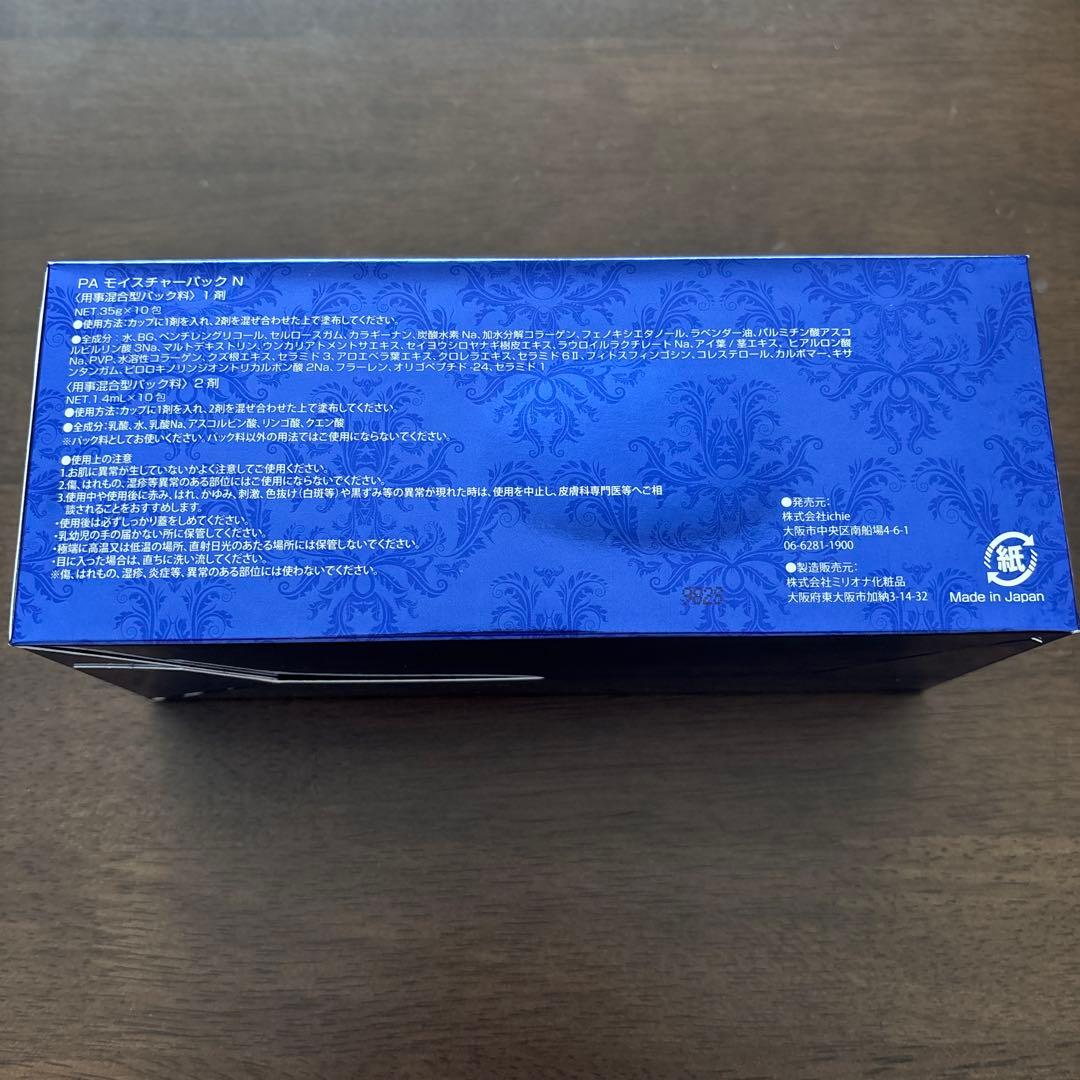 PA モイスチャーパック N
〈用事混合型パック料〉1剤
NET.35g×10包
●使用方法:カップに1剤を入れ、2剤を混ぜ合わせた上で塗布してください。
●全成分:水、BG、ペンチレングリコール、セルロースガム、カラギーナン、炭酸水素Na、加水分解コラーゲン、フェノキシエタノール、ラベンダー油、パルミチン酸アスコ
ルビルリン酸3Na、マルトデキストリン、ウンカリアトメントサエキス、セイヨウシロヤナギ樹皮エキス、ラウロイルラクチレートNa、アイ葉/茎エキス、ヒアルロン酸
Na、PVP、水溶性コラーゲン、クズ根エキス、セラミド3、アロエベラ葉エキス、クロレラエキス、セラミド6Ⅱ、フィトスフィンゴシン、コレステロール、カルボマー、キサ
ンタンガム、ピロロキノリンジオントリカルボン酸2Na、フラーレン、オリゴペプチド-24、セラミド1
〈用事混合型パック料〉2剤
NET.1.4mL×10包
●使用方法:カップに1剤を入れ、2剤を混ぜ合わせた上で塗布してください。
●全成分:乳酸、水、乳酸Na、アスコルビン酸、リンゴ酸、クエン酸
※パック料としてお使いください。パック料以外の用法ではご使用にならないでください。
●使用上の注意
1.お肌に異常が生していないかよく注意してご使用ください。
2.傷、はれもの、湿疹等異常のある部位にはご使用にならないでください。
3.使用中や使用後に赤み、はれ、かゆみ、刺激、色抜け(白斑等)や黒ずみ等の異常が現れた時は、使用を中止し、皮膚科専門医等へご相
談されることをおすすめします。
・使用後は必ずしっかり蓋をしめてください。
・乳幼児の手の届かない所に保管してください。
・極端に高温又は低温の場所、直射日光のあたる場所には保管しないでください。
・目に入った場合は、直ちに洗い流してください。
※傷、はれもの、湿疹、炎症等、異常のある部位には使わないでください。
●発売元:
株式会社ichie
大阪市中央区南船場4-6-1
06-6281-1900
●製造販売元:
株式会社ミリオナ化粧品
大阪府東大阪市加納3-14-32
紙
Made in Japan